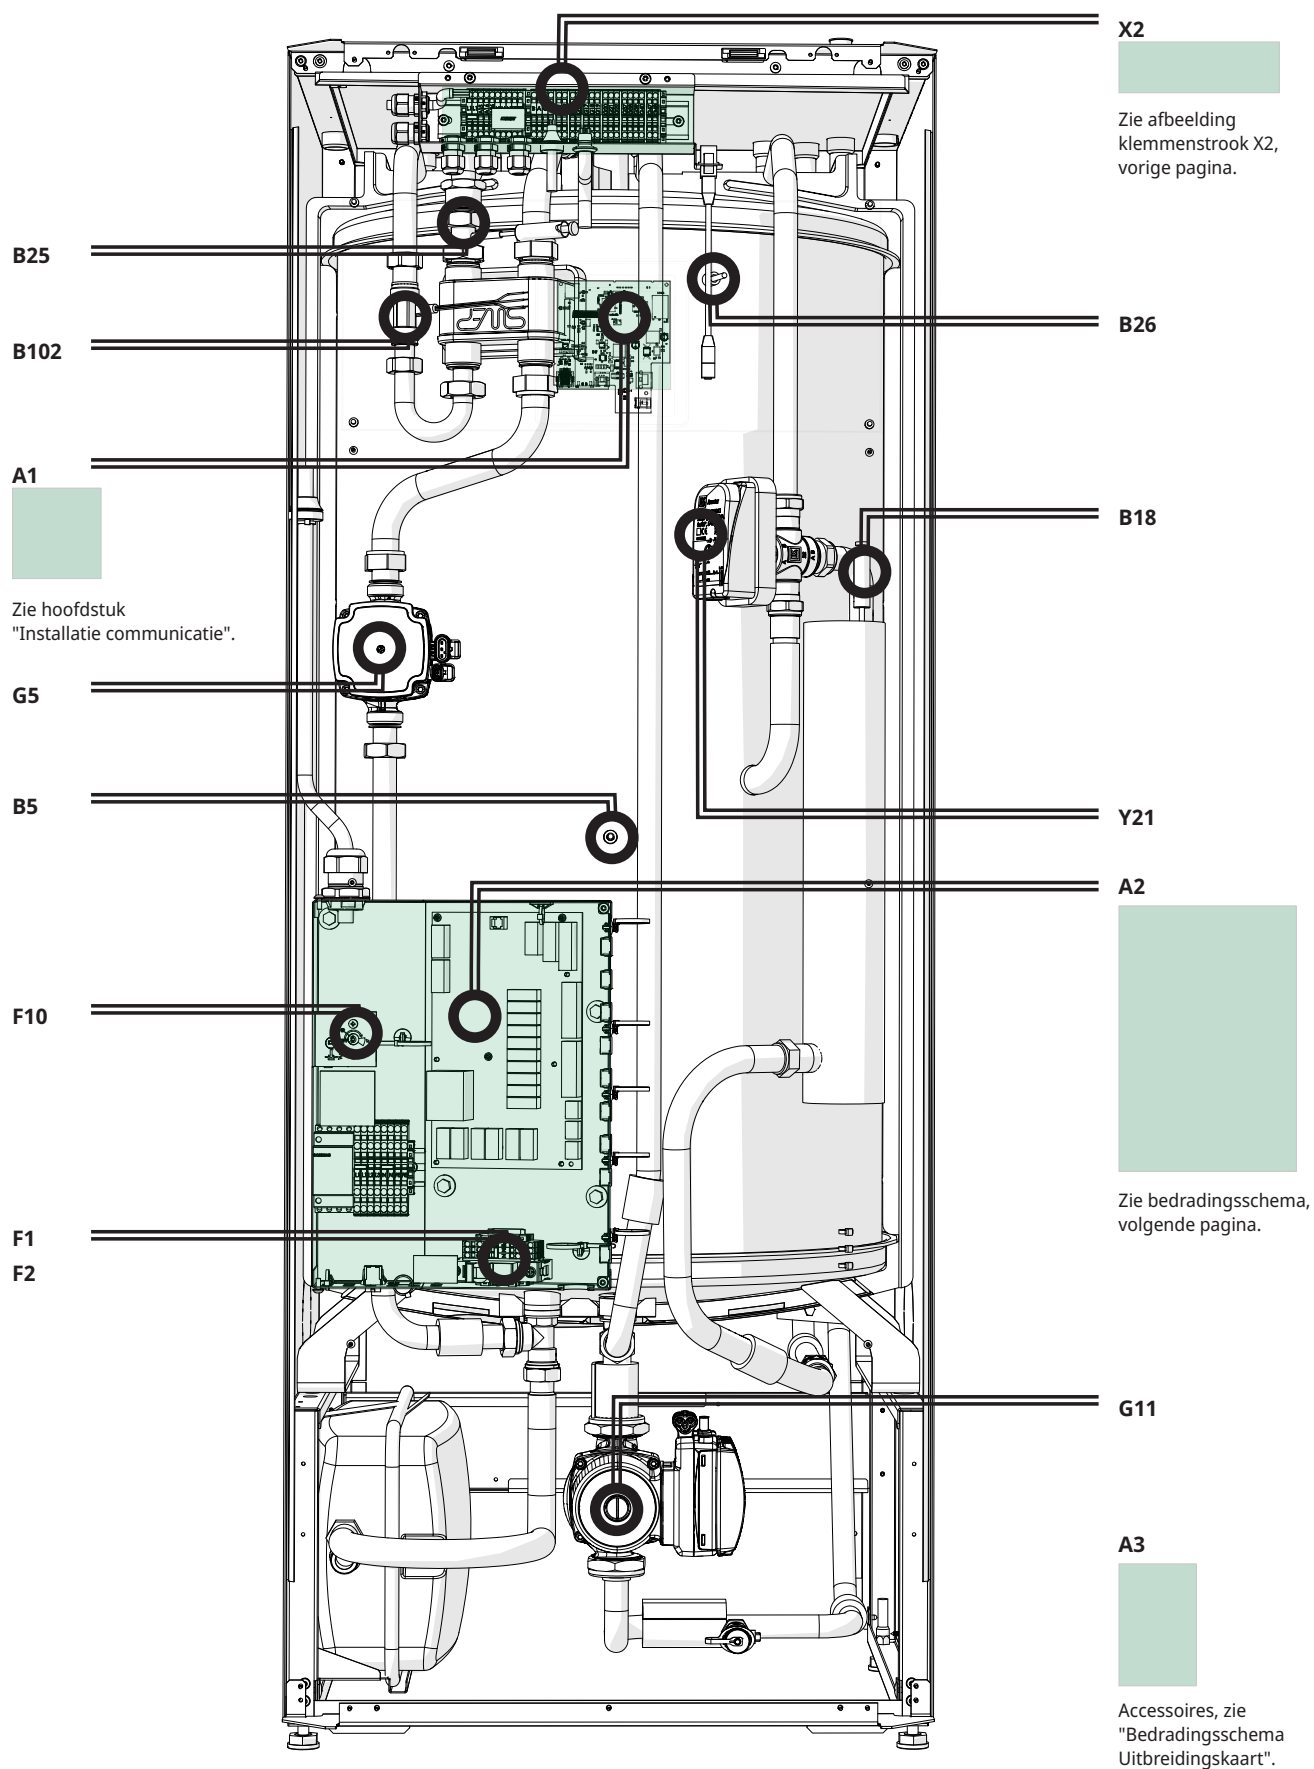 X2
Zie afbeelding
klemmenstrook X2,
vorige pagina.
B25
B26
B102
A1
Zie hoofdstuk
"Installatie communicatie".
B18
G5
B5
Y21
A2
Zie bedradingsschema,
volgende pagina.
F10
F1
F2
G11
A3
Accessoires, zie
"Bedradingsschema
Uitbreidingskaart".